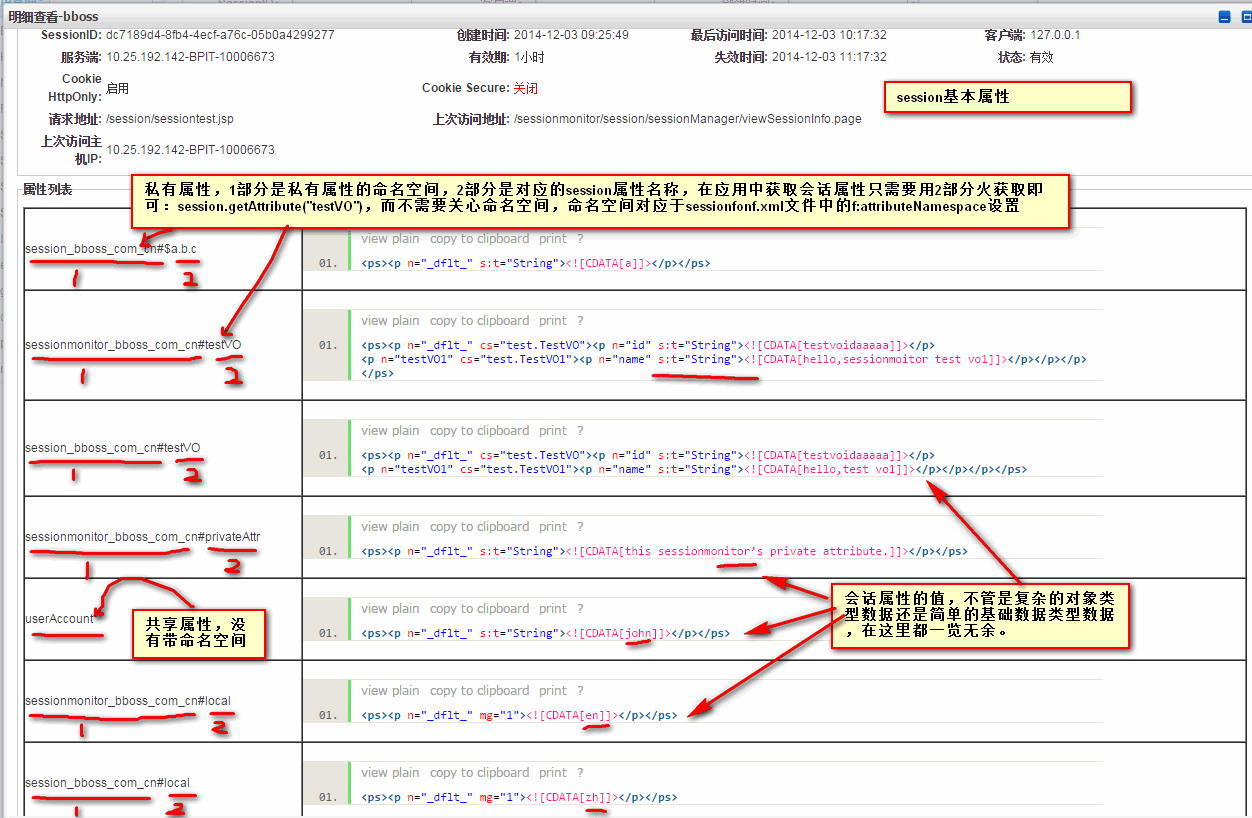 明细查看-bboss
SessionID: dc7189d4-8fb4-4ecf-a76c-05b0a4299277 创建时间: 2014-12-03 09:25:49 最后访问时间: 2014-12-03 10:17:32 客户端: 127.0.0.1
服务端: 10.25.192.142-BPIT-10006673 有效期: 1小时 失效时间: 2014-12-03 11:17:32 状态: 有效
Cookie HttpOnly: 启用 Cookie Secure: 关闭
session基本属性
请求地址: /session/sessiontest.jsp 上次访问地址: /sessionmonitor/session/sessionManager/viewSessionInfo.page
上次访问主机IP: 10.25.192.142-BPIT-10006673
属性列表
私有属性，1部分是私有属性的命名空间，2部分是对应的session属性名称，在应用中获取会话属性只需要用2部分火获取即
可：session.getAttribute("testVO")，而不需要关心命名空间，命名空间对应于sessionfonf.xml文件中的f:attributeNamespace设置
session_bboss_com_cn#$a.b.c
1 2
view plain copy to clipboard print ?
01. <ps><p n="_dflt_" s:t="String"><![CDATA[a]]></p></ps>
sessionmonitor_bboss_com_cn#testVO
1 2
view plain copy to clipboard print ?
01. <ps><p n="_dflt_" cs="test.TestVO"><p n="id" s:t="String"><![CDATA[testvoidaaaaa]]></p>
<p n="testVO1" cs="test.TestVO1"><p n="name" s:t="String"><![CDATA[hello,sessionmoitor test vo1]]></p></p></p>
</ps>
session_bboss_com_cn#testVO
1 2
view plain copy to clipboard print ?
01. <ps><p n="_dflt_" cs="test.TestVO"><p n="id" s:t="String"><![CDATA[testvoidaaaaa]]></p>
<p n="testVO1" cs="test.TestVO1"><p n="name" s:t="String"><![CDATA[hello,test vo1]]></p></p></p></ps>
sessionmonitor_bboss_com_cn#privateAttr
1 2
view plain copy to clipboard print ?
01. <ps><p n="_dflt_" s:t="String"><![CDATA[this sessionmonitor's private attribute.]]></p></ps>
userAccount
共享属性，没
有带命名空间
view plain copy to clipboard print ?
01. <ps><p n="_dflt_" s:t="String"><![CDATA[john]]></p></ps>
会话属性的值，不管是复杂的对象类
型数据还是简单的基础数据类型数据
，在这里都一览无余。
sessionmonitor_bboss_com_cn#local
1 2
view plain copy to clipboard print ?
01. <ps><p n="_dflt_" mg="1"><![CDATA[en]]></p></ps>
session_bboss_com_cn#local
1 2
view plain copy to clipboard print ?
01. <ps><p n="_dflt_" mg="1"><![CDATA[zh]]></p></ps>